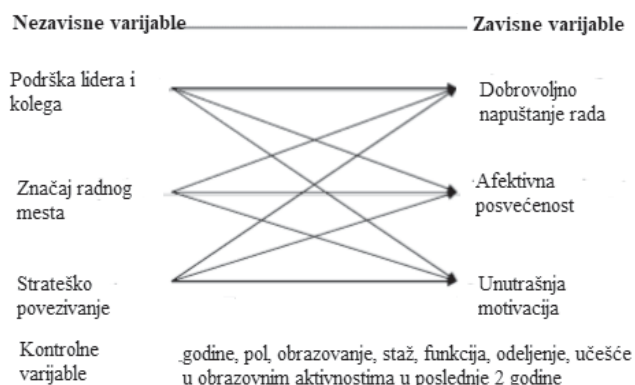 Nezavisne varijable
Zavisne varijable
Podrška lidera i
kolega
Dobrovoljno
napuštanje rada
Značaj radnog
mesta
Afektivna
posvećenost
Strateško
povezivanje
Unutrašnja
motivacija
Kontrolne
varijable
godine, pol, obrazovanje, staž, funkcija, odeljenje, učešće
u obrazovnim aktivnostima u poslednje 2 godine